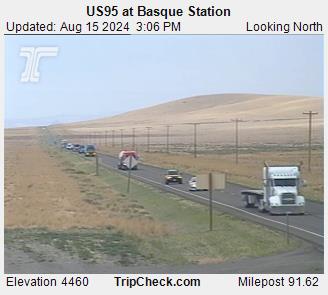 US95 at Basque Station
Updated: Aug 15 2024 3:06 PM Looking North
Elevation 4460 TripCheck.com Milepost 91.62